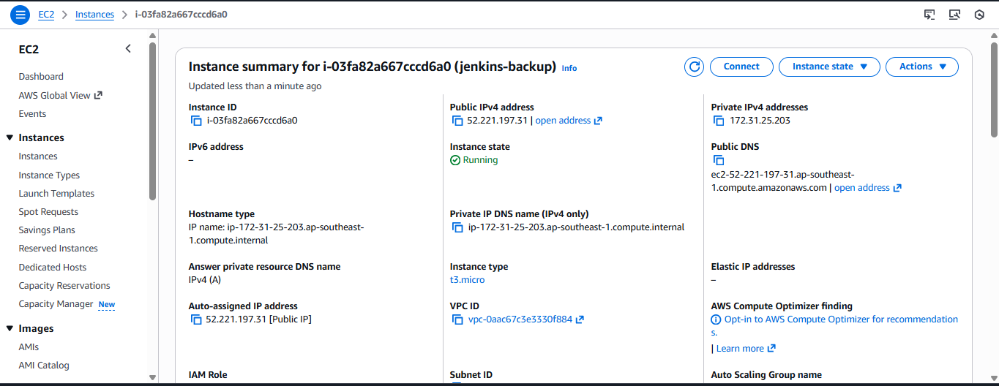 EC2 > Instances > i-03fa82a667cccd6a0
EC2
Dashboard
AWS Global View
Events
Instances
Instances
Instance Types
Launch Templates
Spot Requests
Savings Plans
Reserved Instances
Dedicated Hosts
Capacity Reservations
Capacity Manager New
Images
AMIs
AMI Catalog
Instance summary for i-03fa82a667cccd6a0 (jenkins-backup) Info
Connect
Instance state
Actions
Updated less than a minute ago
Instance ID
i-03fa82a667cccd6a0
Public IPv4 address
52.221.197.31 | open address
Private IPv4 addresses
172.31.25.203
IPv6 address
–
Instance state
Running
Public DNS
ec2-52-221-197-31.ap-southeast-
1.compute.amazonaws.com | open address
Hostname type
IP name: ip-172-31-25-203.ap-southeast-
1.compute.internal
Private IP DNS name (IPv4 only)
ip-172-31-25-203.ap-southeast-1.compute.internal
Answer private resource DNS name
IPv4 (A)
Instance type
t3.micro
Elastic IP addresses
–
Auto-assigned IP address
52.221.197.31 [Public IP]
VPC ID
vpc-0aac67c3e3330f884
AWS Compute Optimizer finding
Opt-in to AWS Compute Optimizer for recommendation
s.
| Learn more
IAM Role
Subnet ID
Auto Scaling Group name